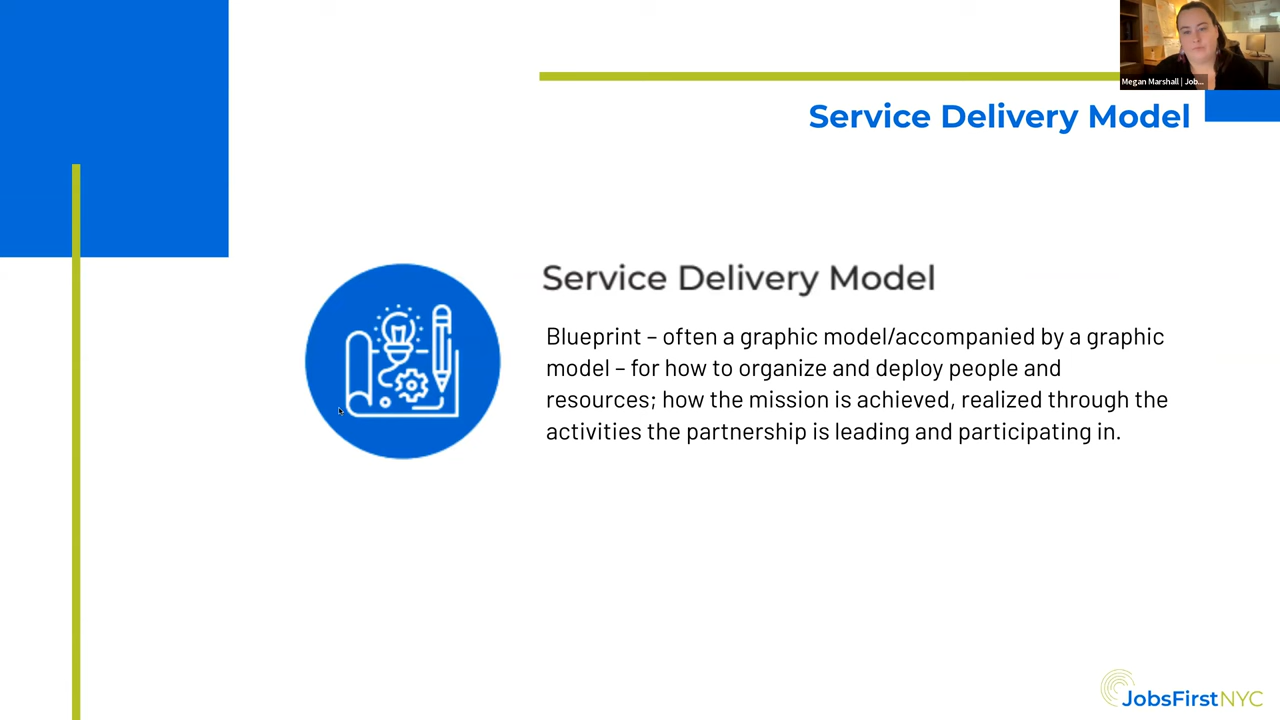 Megan Marshall | Job...
Service Delivery Model
Service Delivery Model
Blueprint – often a graphic model/accompanied by a graphic
model – for how to organize and deploy people and
resources; how the mission is achieved, realized through the
activities the partnership is leading and participating in.
JobsFirstNYC